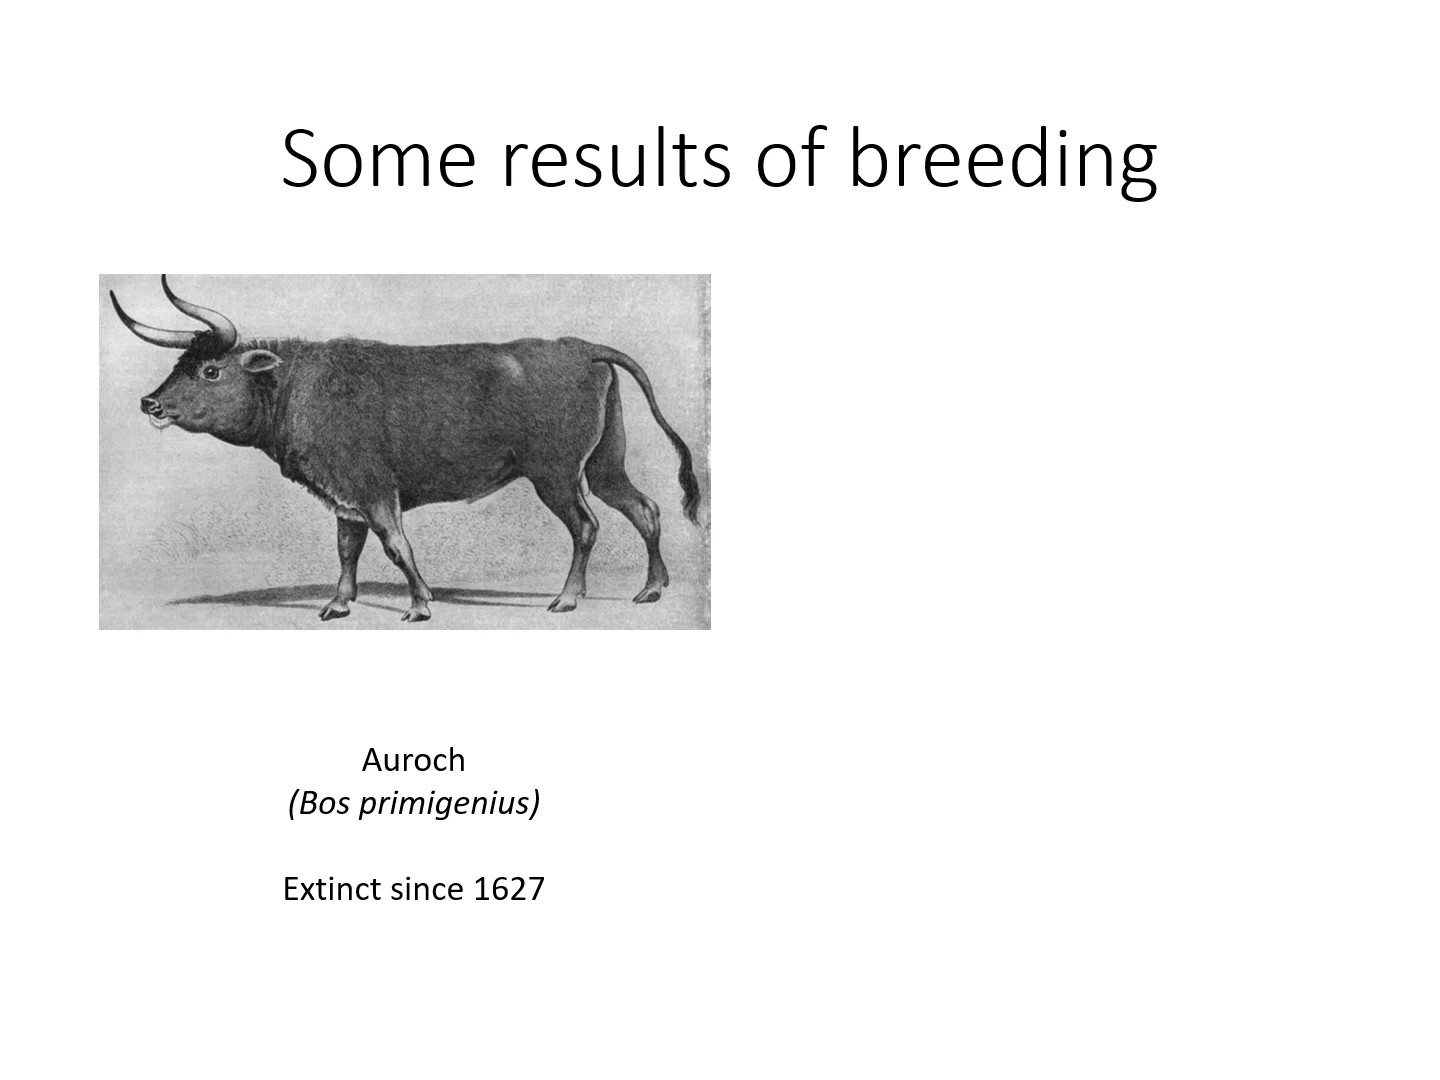 Some results of breeding
Auroch
(Bos primigenius)
Extinct since 1627